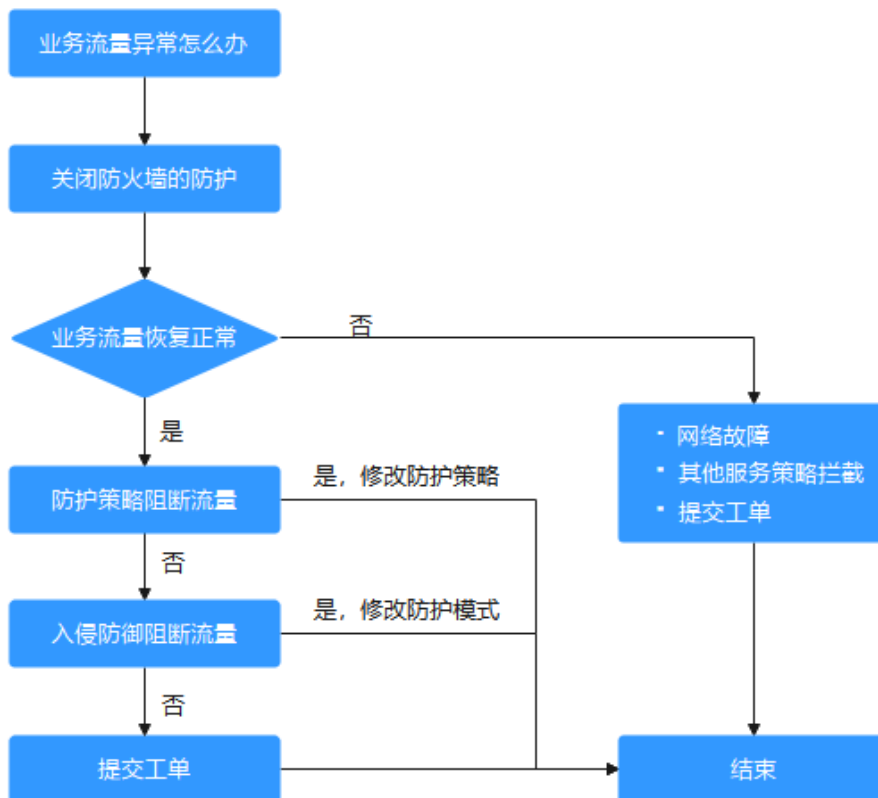 业务流量异常怎么办
关闭防火墙的防护
业务流量恢复正常
否
是
网络故障
其他服务策略拦截
提交工单
防护策略阻断流量
是，修改防护策略
否
入侵防御阻断流量
是，修改防护模式
否
提交工单
结束